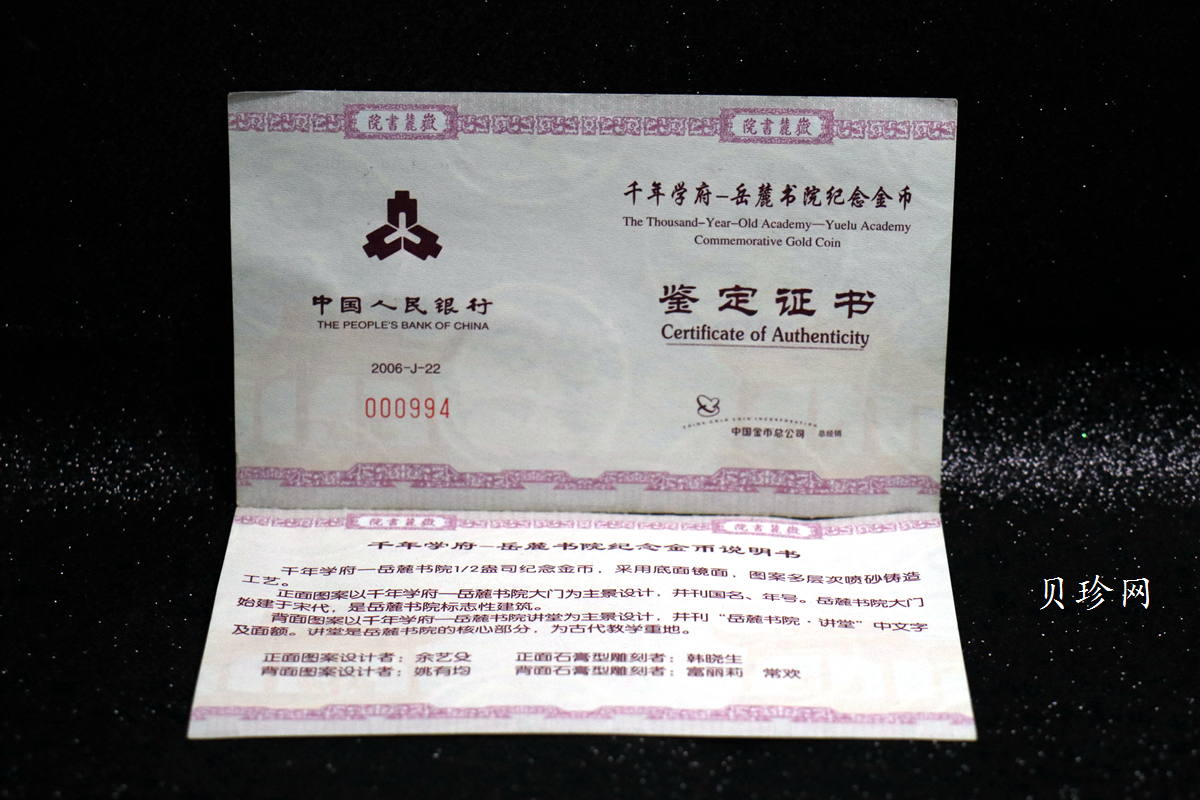 院書麓嶽
院書麓嶽
中国人民银行
THE PEOPLE'S BANK OF CHINA
2006-J-22
000994
千年学府-岳麓书院纪念金币
The Thousand-Year-Old Academy—Yuelu Academy
Commemorative Gold Coin
鉴定证书
Certificate of Authenticity
CHINA GOLD COIN INCORPORATION
中国金币总公司 总经销
院書麓嶽
院書麓嶽
千年学府-岳麓书院纪念金币说明书
千年学府—岳麓书院1/2盎司纪念金币，采用底面镜面，图案多层次喷砂铸造
工艺。
正面图案以千年学府—岳麓书院大门为主景设计，并刊国名、年号。岳麓书院大门
始建于宋代，是岳麓书院标志性建筑。
背面图案以千年学府—岳麓书院讲堂为主景设计，并刊“岳麓书院·讲堂”中文字
及面额。讲堂是岳麓书院的核心部分，为古代教学重地。
正面图案设计者：余艺殳 正面石膏型雕刻者：韩晓生
背面图案设计者：姚有均 背面石膏型雕刻者：富丽莉 常欢
贝珍网